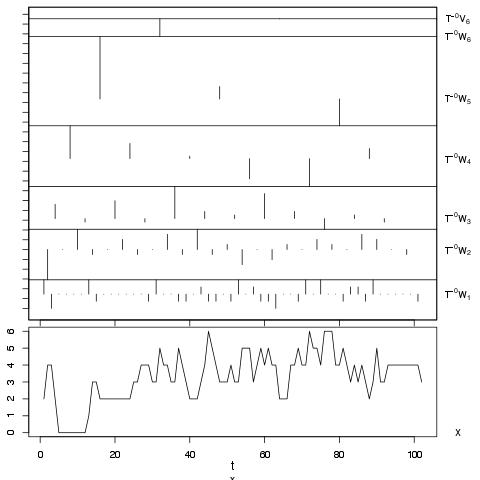 T⁻⁰V₆
T⁻⁰W₆
T⁻⁰W₅
T⁻⁰W₄
T⁻⁰W₃
T⁻⁰W₂
T⁻⁰W₁
6
5
4
3
2
1
0
X
0 20 40 60 80 100
t
x